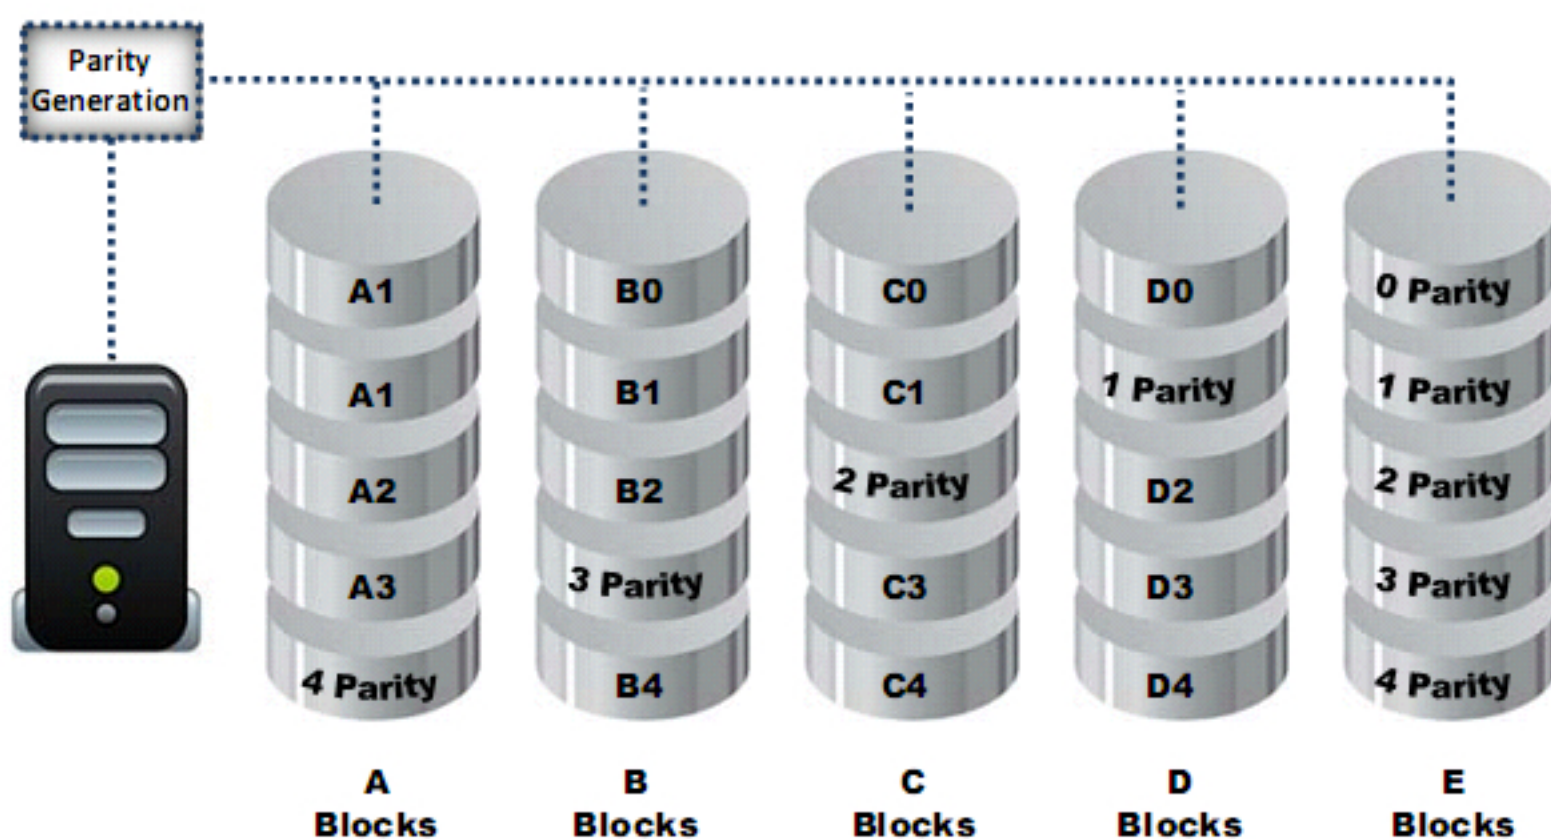 Parity
Generation
A1 B0 C0 D0 0 Parity
A1 B1 C1 1 Parity 1 Parity
A2 B2 2 Parity D2 2 Parity
A3 3 Parity C3 D3 3 Parity
4 Parity B4 C4 D4 4 Parity
A B C D E
Blocks Blocks Blocks Blocks Blocks